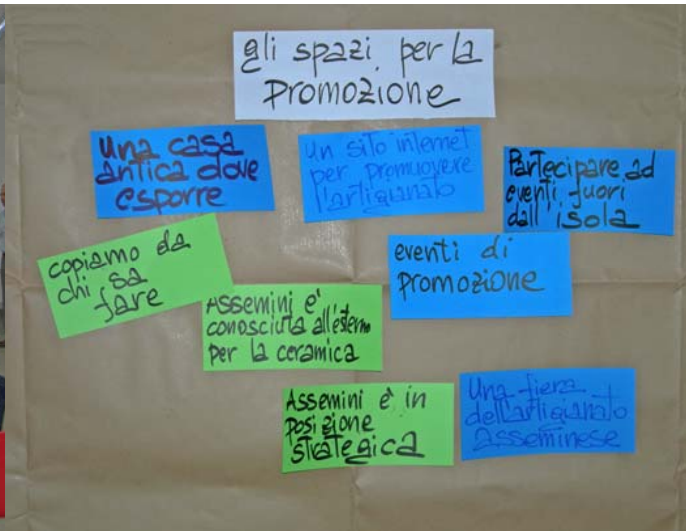 gli spazi per la
promozione
una casa
antica dove
esporre
un sito internet
per promuovere
l'artigianato
Partecipare ad
eventi fuori
dall'isola
copiamo da
chi sa
fare
eventi di
promozione
Assemini è
conosciuta all'esterno
per la ceramica
Assemini è in
posizione
strategica
Una fiera
dell'artigianato
asseminese